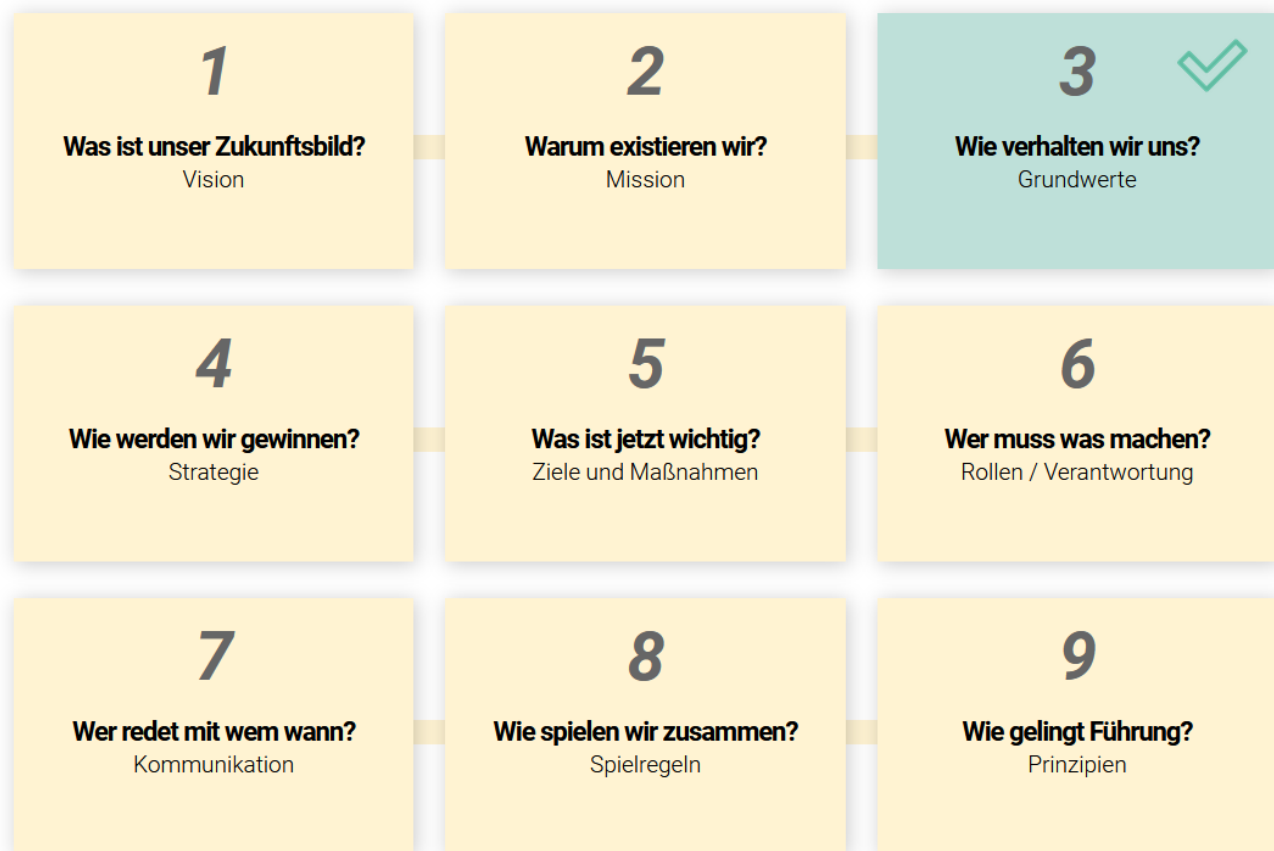 1
Was ist unser Zukunftsbild?
Vision
2
Warum existieren wir?
Mission
3
Wie verhalten wir uns?
Grundwerte
4
Wie werden wir gewinnen?
Strategie
5
Was ist jetzt wichtig?
Ziele und Maßnahmen
6
Wer muss was machen?
Rollen / Verantwortung
7
Wer redet mit wem wann?
Kommunikation
8
Wie spielen wir zusammen?
Spielregeln
9
Wie gelingt Führung?
Prinzipien